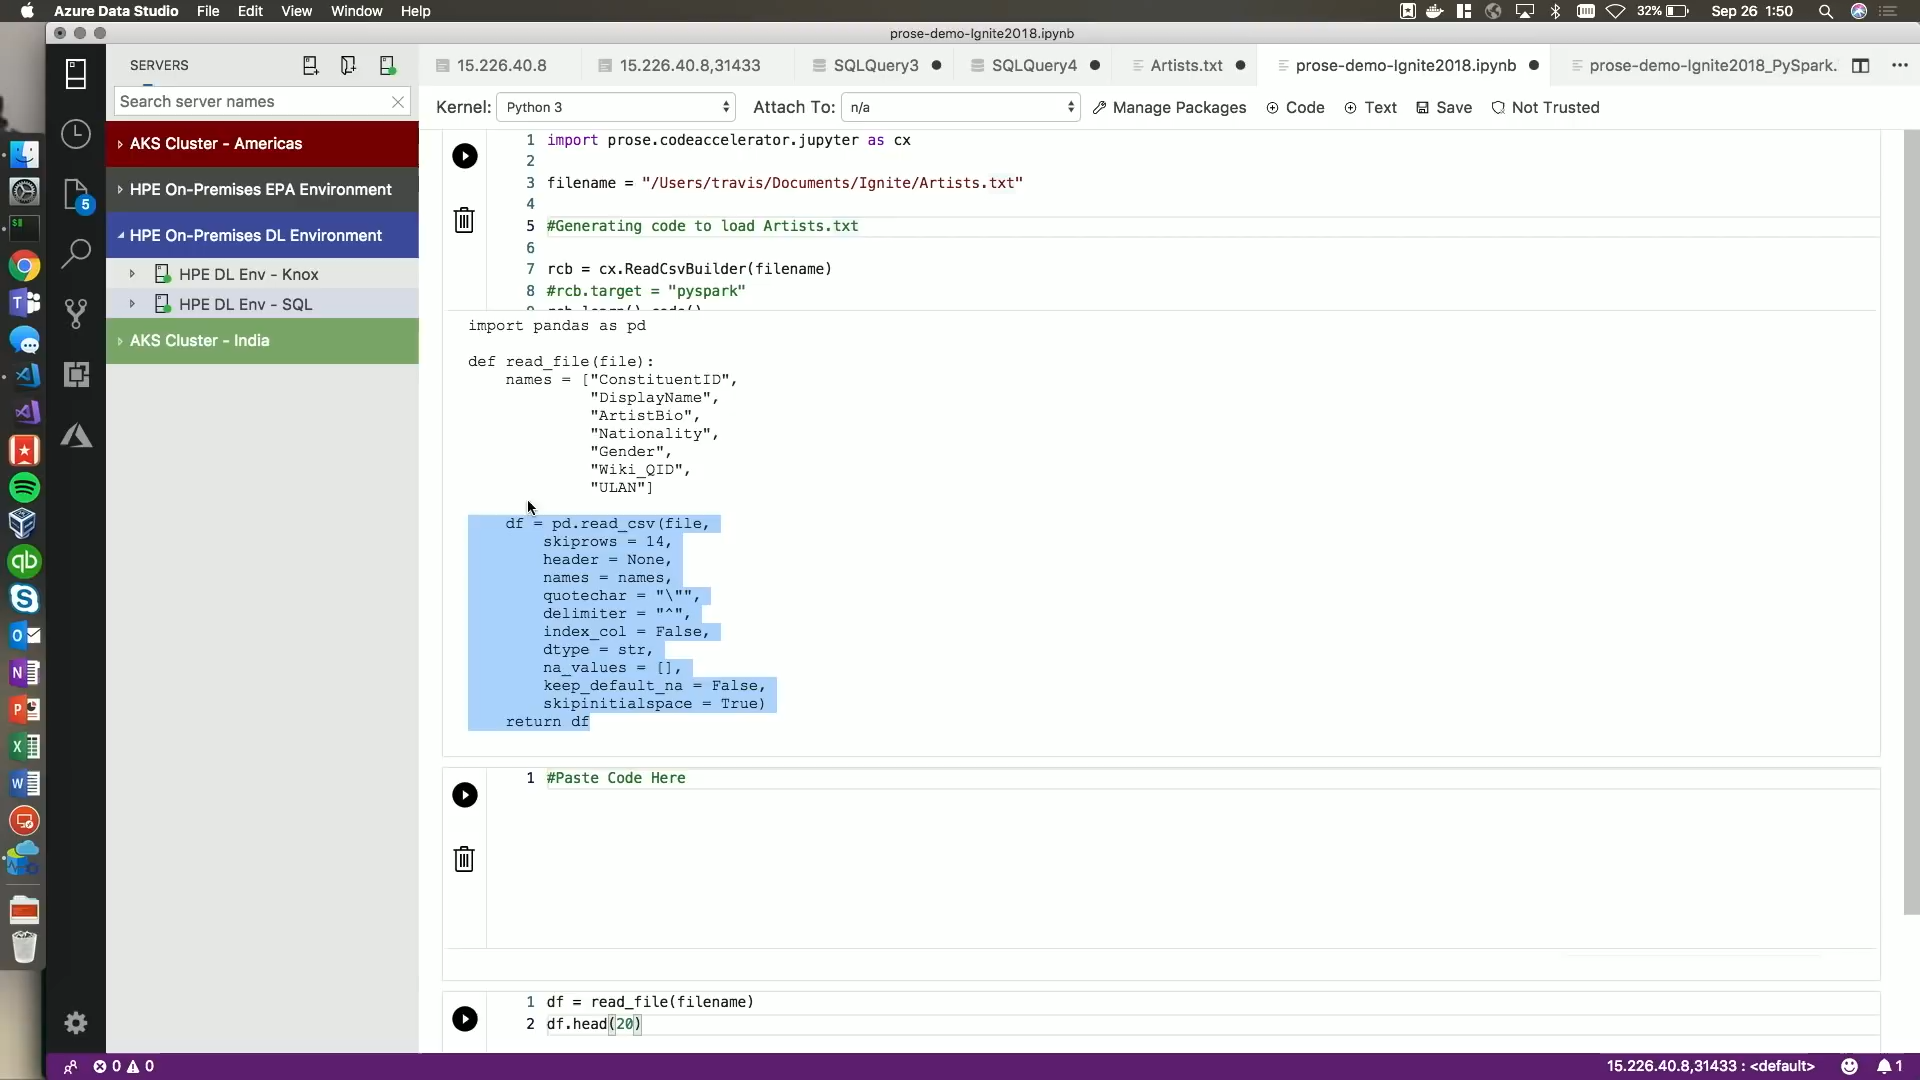 Azure Data Studio File Edit View Window Help
32% Sep 26 1:50
prose-demo-Ignite2018.ipynb
SERVERS
15.226.40.8
15.226.40.8,31433
SQLQuery3
SQLQuery4
Artists.txt
prose-demo-Ignite2018.ipynb
prose-demo-Ignite2018_PySpark.
Search server names
Kernel: Python 3 Attach To: n/a Manage Packages Code Text Save Not Trusted
AKS Cluster - Americas
HPE On-Premises EPA Environment
HPE On-Premises DL Environment
HPE DL Env - Knox
HPE DL Env - SQL
AKS Cluster - India
5
1 import prose.codeaccelerator.jupyter as cx
2
3 filename = "/Users/travis/Documents/Ignite/Artists.txt"
4
5 #Generating code to load Artists.txt
6
7 rcb = cx.ReadCsvBuilder(filename)
8 #rcb.target = "pyspark"
9 rcb.learn().code()
import pandas as pd
def read_file(file):
names = ["ConstituentID",
"DisplayName",
"ArtistBio",
"Nationality",
"Gender",
"Wiki_QID",
"ULAN"]
df = pd.read_csv(file,
skiprows = 14,
header = None,
names = names,
quotechar = "\"",
delimiter = "^",
index_col = False,
dtype = str,
na_values = [],
keep_default_na = False,
skipinitialspace = True)
return df
1 #Paste Code Here
1 df = read_file(filename)
2 df.head(20)
0 0
15.226.40.8,31433 : <default> 1